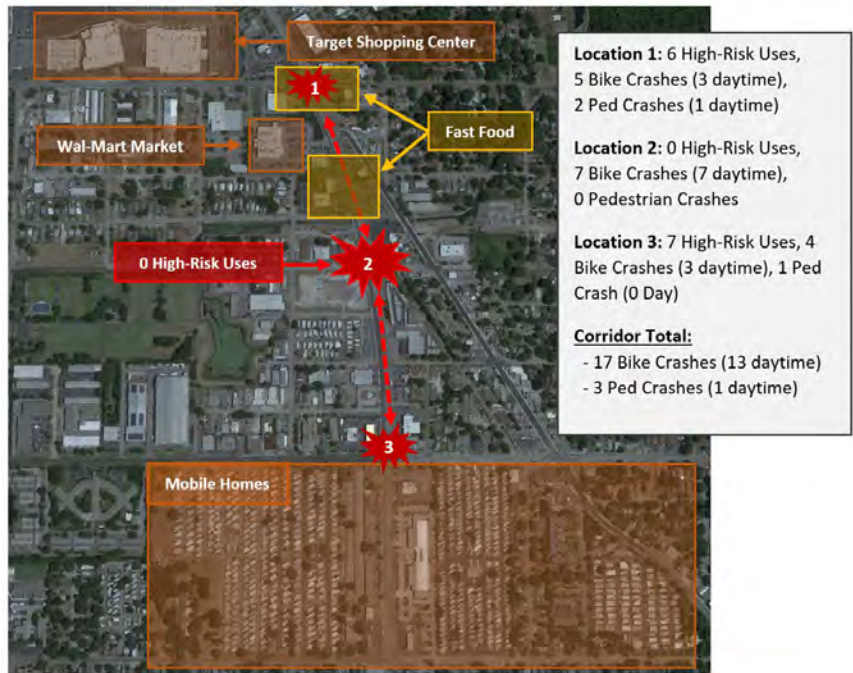 Target Shopping Center
1
Fast Food
Wal-Mart Market
0 High-Risk Uses
2
3
Mobile Homes
Location 1: 6 High-Risk Uses,
5 Bike Crashes (3 daytime),
2 Ped Crashes (1 daytime)
Location 2: 0 High-Risk Uses,
7 Bike Crashes (7 daytime),
0 Pedestrian Crashes
Location 3: 7 High-Risk Uses, 4
Bike Crashes (3 daytime), 1 Ped
Crash (0 Day)
Corridor Total:
- 17 Bike Crashes (13 daytime)
- 3 Ped Crashes (1 daytime)